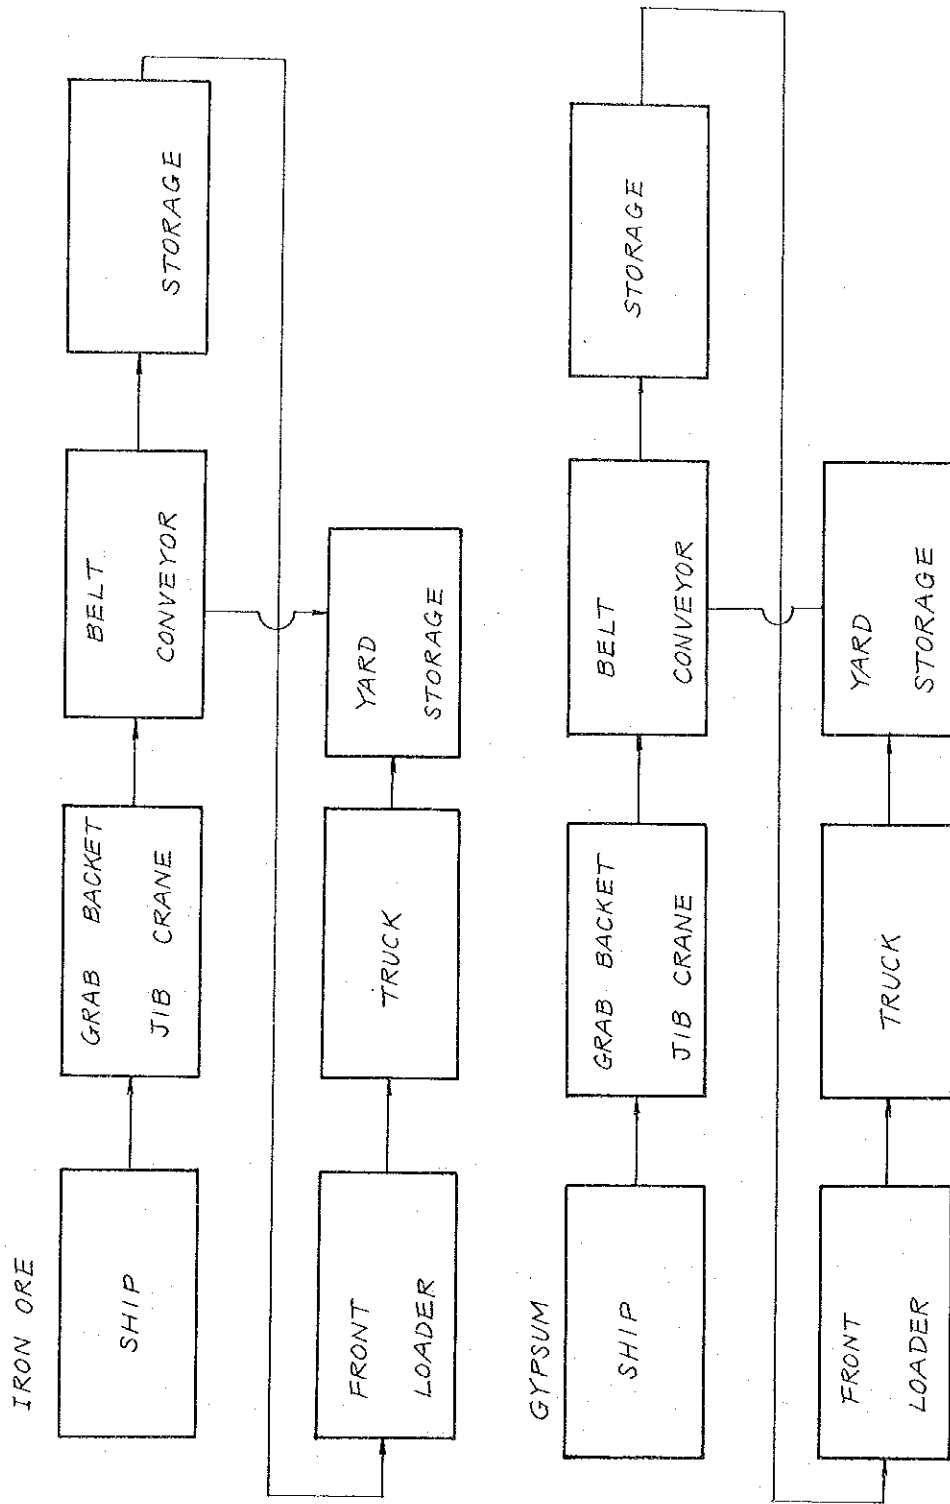 IRON ORE
SHIP
GRAB BACKET
JIB CRANE
BELT
CONVEYOR
STORAGE
FRONT
LOADER
TRUCK
YARD
STORAGE
GYPSUM
SHIP
GRAB BACKET
JIB CRANE
BELT
CONVEYOR
STORAGE
FRONT
LOADER
TRUCK
YARD
STORAGE